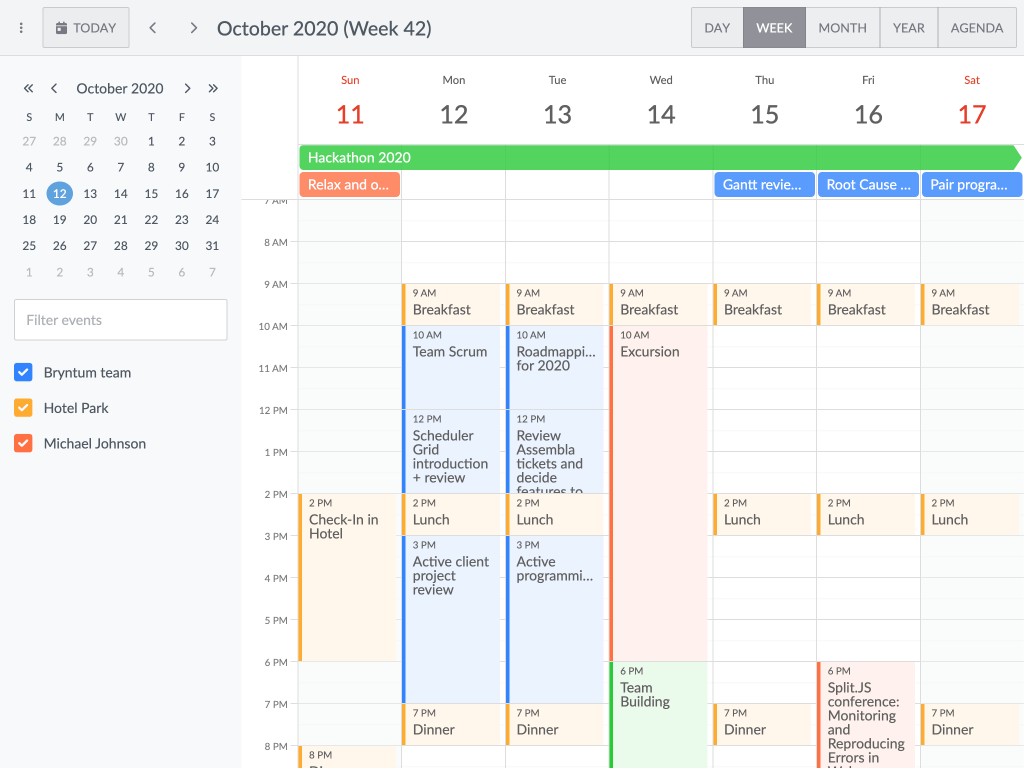 TODAY
October 2020 (Week 42)
DAY
WEEK
MONTH
YEAR
AGENDA
October 2020
S M T W T F S
27 28 29 30 1 2 3
4 5 6 7 8 9 10
11 12 13 14 15 16 17
18 19 20 21 22 23 24
25 26 27 28 29 30 31
1 2 3 4 5 6 7
Filter events
Bryntum team
Hotel Park
Michael Johnson
Sun Mon Tue Wed Thu Fri Sat
11 12 13 14 15 16 17
Hackathon 2020
Relax and o...
Gantt revie...
Root Cause ...
Pair progra...
7 AM
8 AM
9 AM
10 AM
11 AM
12 PM
1 PM
2 PM
3 PM
4 PM
5 PM
6 PM
7 PM
8 PM
2 PM
Check-In in
Hotel
8 PM
9 AM
Breakfast
10 AM
Team Scrum
12 PM
Scheduler
Grid
introduction
+ review
2 PM
Lunch
3 PM
Active client
project
review
7 PM
Dinner
9 AM
Breakfast
10 AM
Roadmappi...
for 2020
12 PM
Review
Assembla
tickets and
decide
features to
2 PM
Lunch
3 PM
Active
programmi...
7 PM
Dinner
9 AM
Breakfast
10 AM
Excursion
6 PM
Team
Building
9 AM
Breakfast
2 PM
Lunch
7 PM
Dinner
9 AM
Breakfast
2 PM
Lunch
6 PM
Split.JS
conference:
Monitoring
and
Reproducing
Errors in
9 AM
Breakfast
2 PM
Lunch
7 PM
Dinner